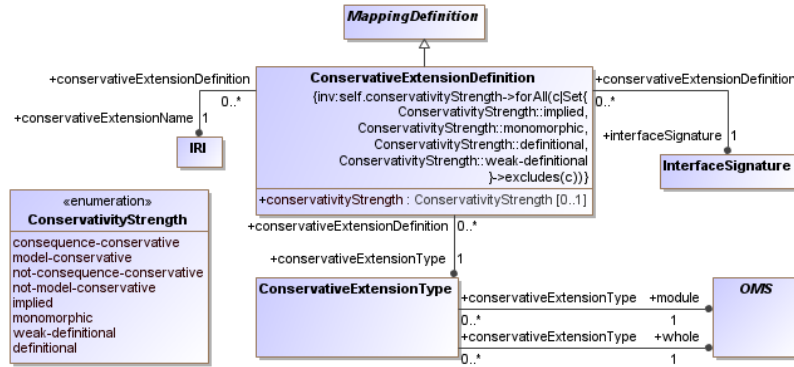 MappingDefinition
+conservativeExtensionDefinition
0..*
+conservativeExtensionName 1
IRI
ConservativeExtensionDefinition
{inv:self.conservativityStrength->forAll(c|Set{
ConservativityStrength::implied,
ConservativityStrength::monomorphic,
ConservativityStrength::definitional,
ConservativityStrength::weak-definitional
}->excludes(c))}
+conservativityStrength : ConservativityStrength [0..1]
+conservativeExtensionDefinition
0..*
+interfaceSignature 1
InterfaceSignature
«enumeration»
ConservativityStrength
consequence-conservative
model-conservative
not-consequence-conservative
not-model-conservative
implied
monomorphic
weak-definitional
definitional
+conservativeExtensionDefinition 0..*
+conservativeExtensionType 1
ConservativeExtensionType
+conservativeExtensionType +module
0..* 1
+conservativeExtensionType +whole
0..* 1
OMS